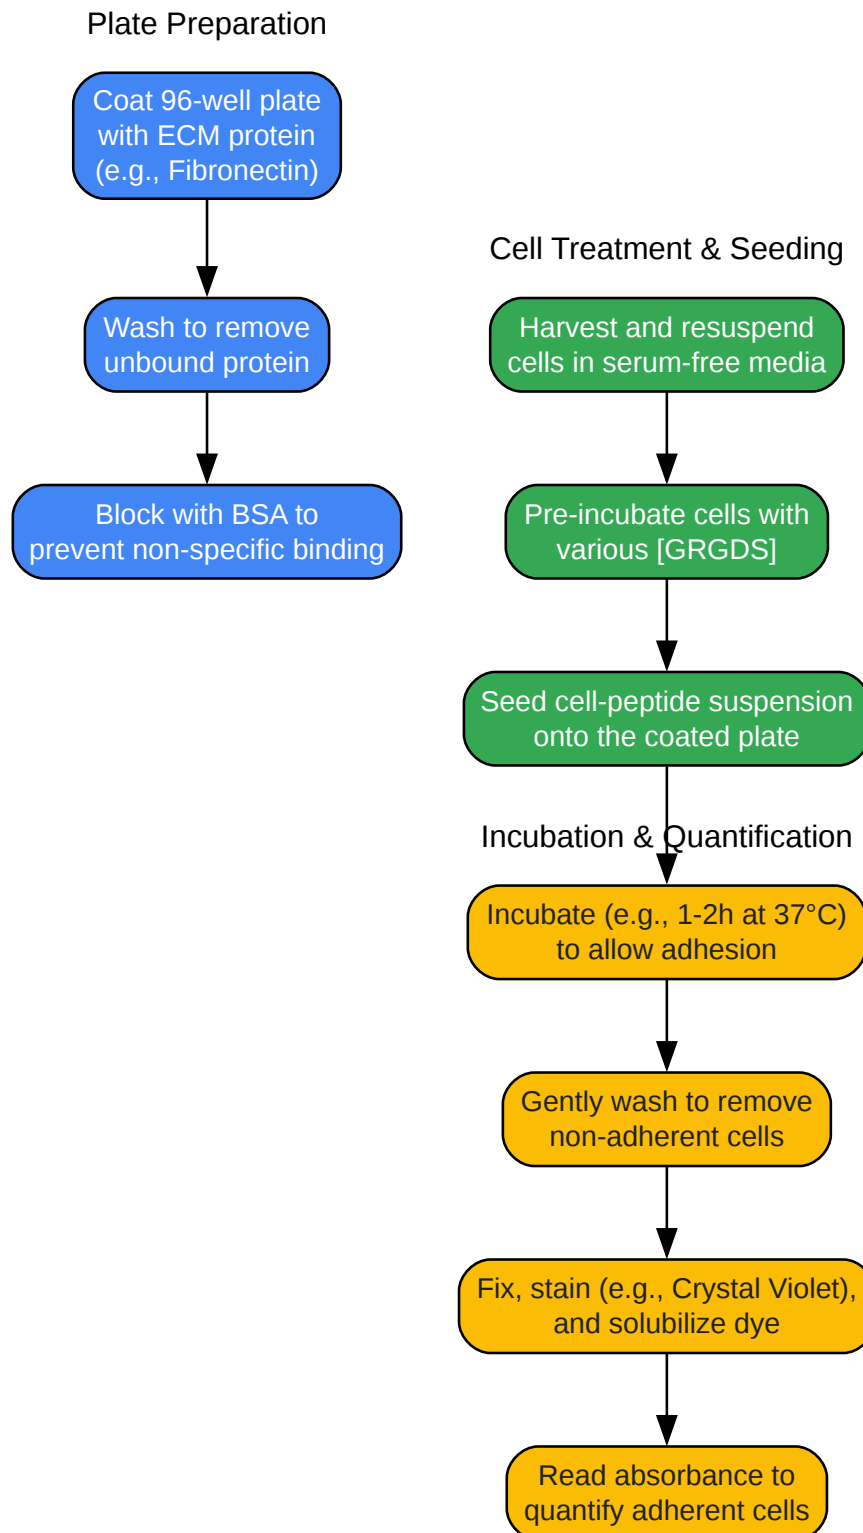 Plate Preparation
Coat 96-well plate
with ECM protein
(e.g., Fibronectin)
Wash to remove
unbound protein
Block with BSA to
prevent non-specific binding
Cell Treatment & Seeding
Harvest and resuspend
cells in serum-free media
Pre-incubate cells with
various [GRGDS]
Seed cell-peptide suspension
onto the coated plate
Incubation & Quantification
Incubate (e.g., 1-2h at 37°C)
to allow adhesion
Gently wash to remove
non-adherent cells
Fix, stain (e.g., Crystal Violet),
and solubilize dye
Read absorbance to
quantify adherent cells